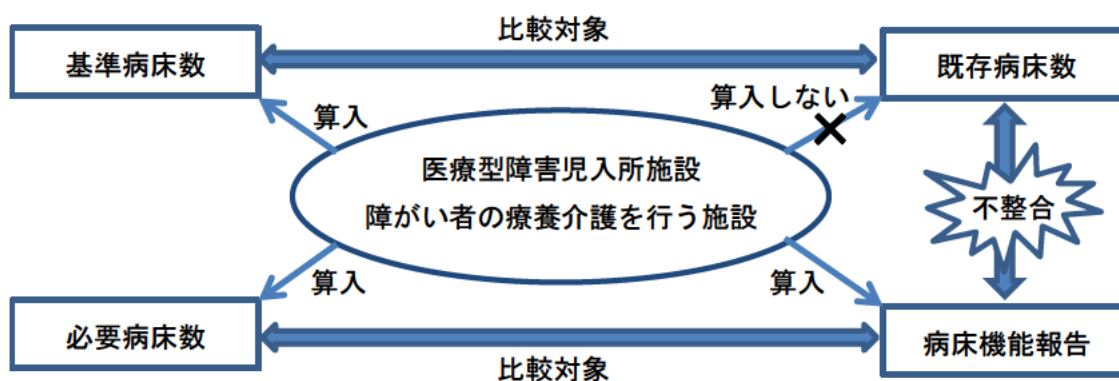 比較対象
基準病床数
既存病床数
算入しない
算入
医療型障害児入所施設
障がい者の療養介護を行う施設
不整合
算入
算入
必要病床数
病床機能報告
比較対象